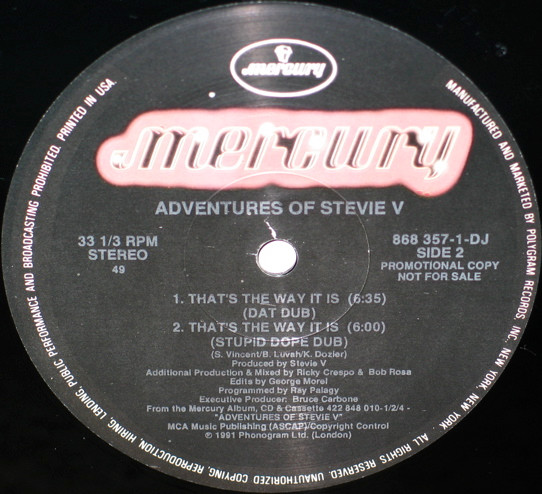 mercury
mercury
ADVENTURES OF STEVIE V
33 1/3 RPM
STEREO
49
868 357-1-DJ
SIDE 2
PROMOTIONAL COPY
NOT FOR SALE
1. THAT'S THE WAY IT IS (6:35)
(DAT DUB)
2. THAT'S THE WAY IT IS (6:00)
(STUPID DOPE DUB)
(S. Vincent/B. Luvah/K. Dozier)
Produced by Stevie V
Additional Production & Mixed by Ricky Crespo & Bob Rosa
Edits by George Morel
Programmed by Ray Palagy
Executive Producer: Bruce Carbone
From the Mercury Album, CD & Cassette 422 848 010-1/2/4 -
"ADVENTURES OF STEVIE V"
MCA Music Publishing (ASCAP)/Copyright Control
℗ 1991 Phonogram Ltd. (London)
MANUFACTURED AND MARKETED BY POLYGRAM RECORDS, INC. NEW YORK, NEW YORK. ALL RIGHTS RESERVED. UNAUTHORIZED COPYING, REPRODUCTION, HIRING, LENDING, PUBLIC PERFORMANCE AND BROADCASTING PROHIBITED. PRINTED IN USA.